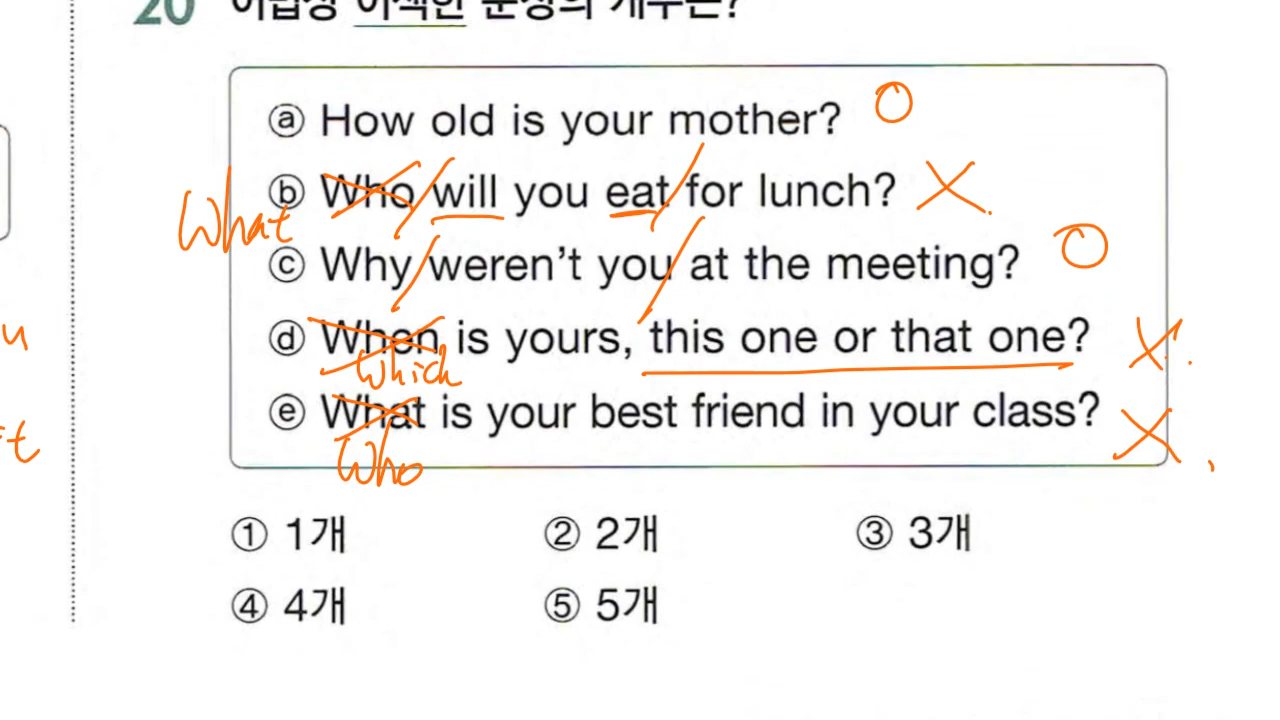 20 어법상 어색한 문장의 개수는?
ⓐ How old is your mother? O
ⓑ Who will you eat for lunch? X.
What
ⓒ Why weren't you at the meeting? O
ⓓ When is yours, this one or that one? X.
which
ⓔ What is your best friend in your class? X.
Who
① 1개 ② 2개 ③ 3개
④ 4개 ⑤ 5개